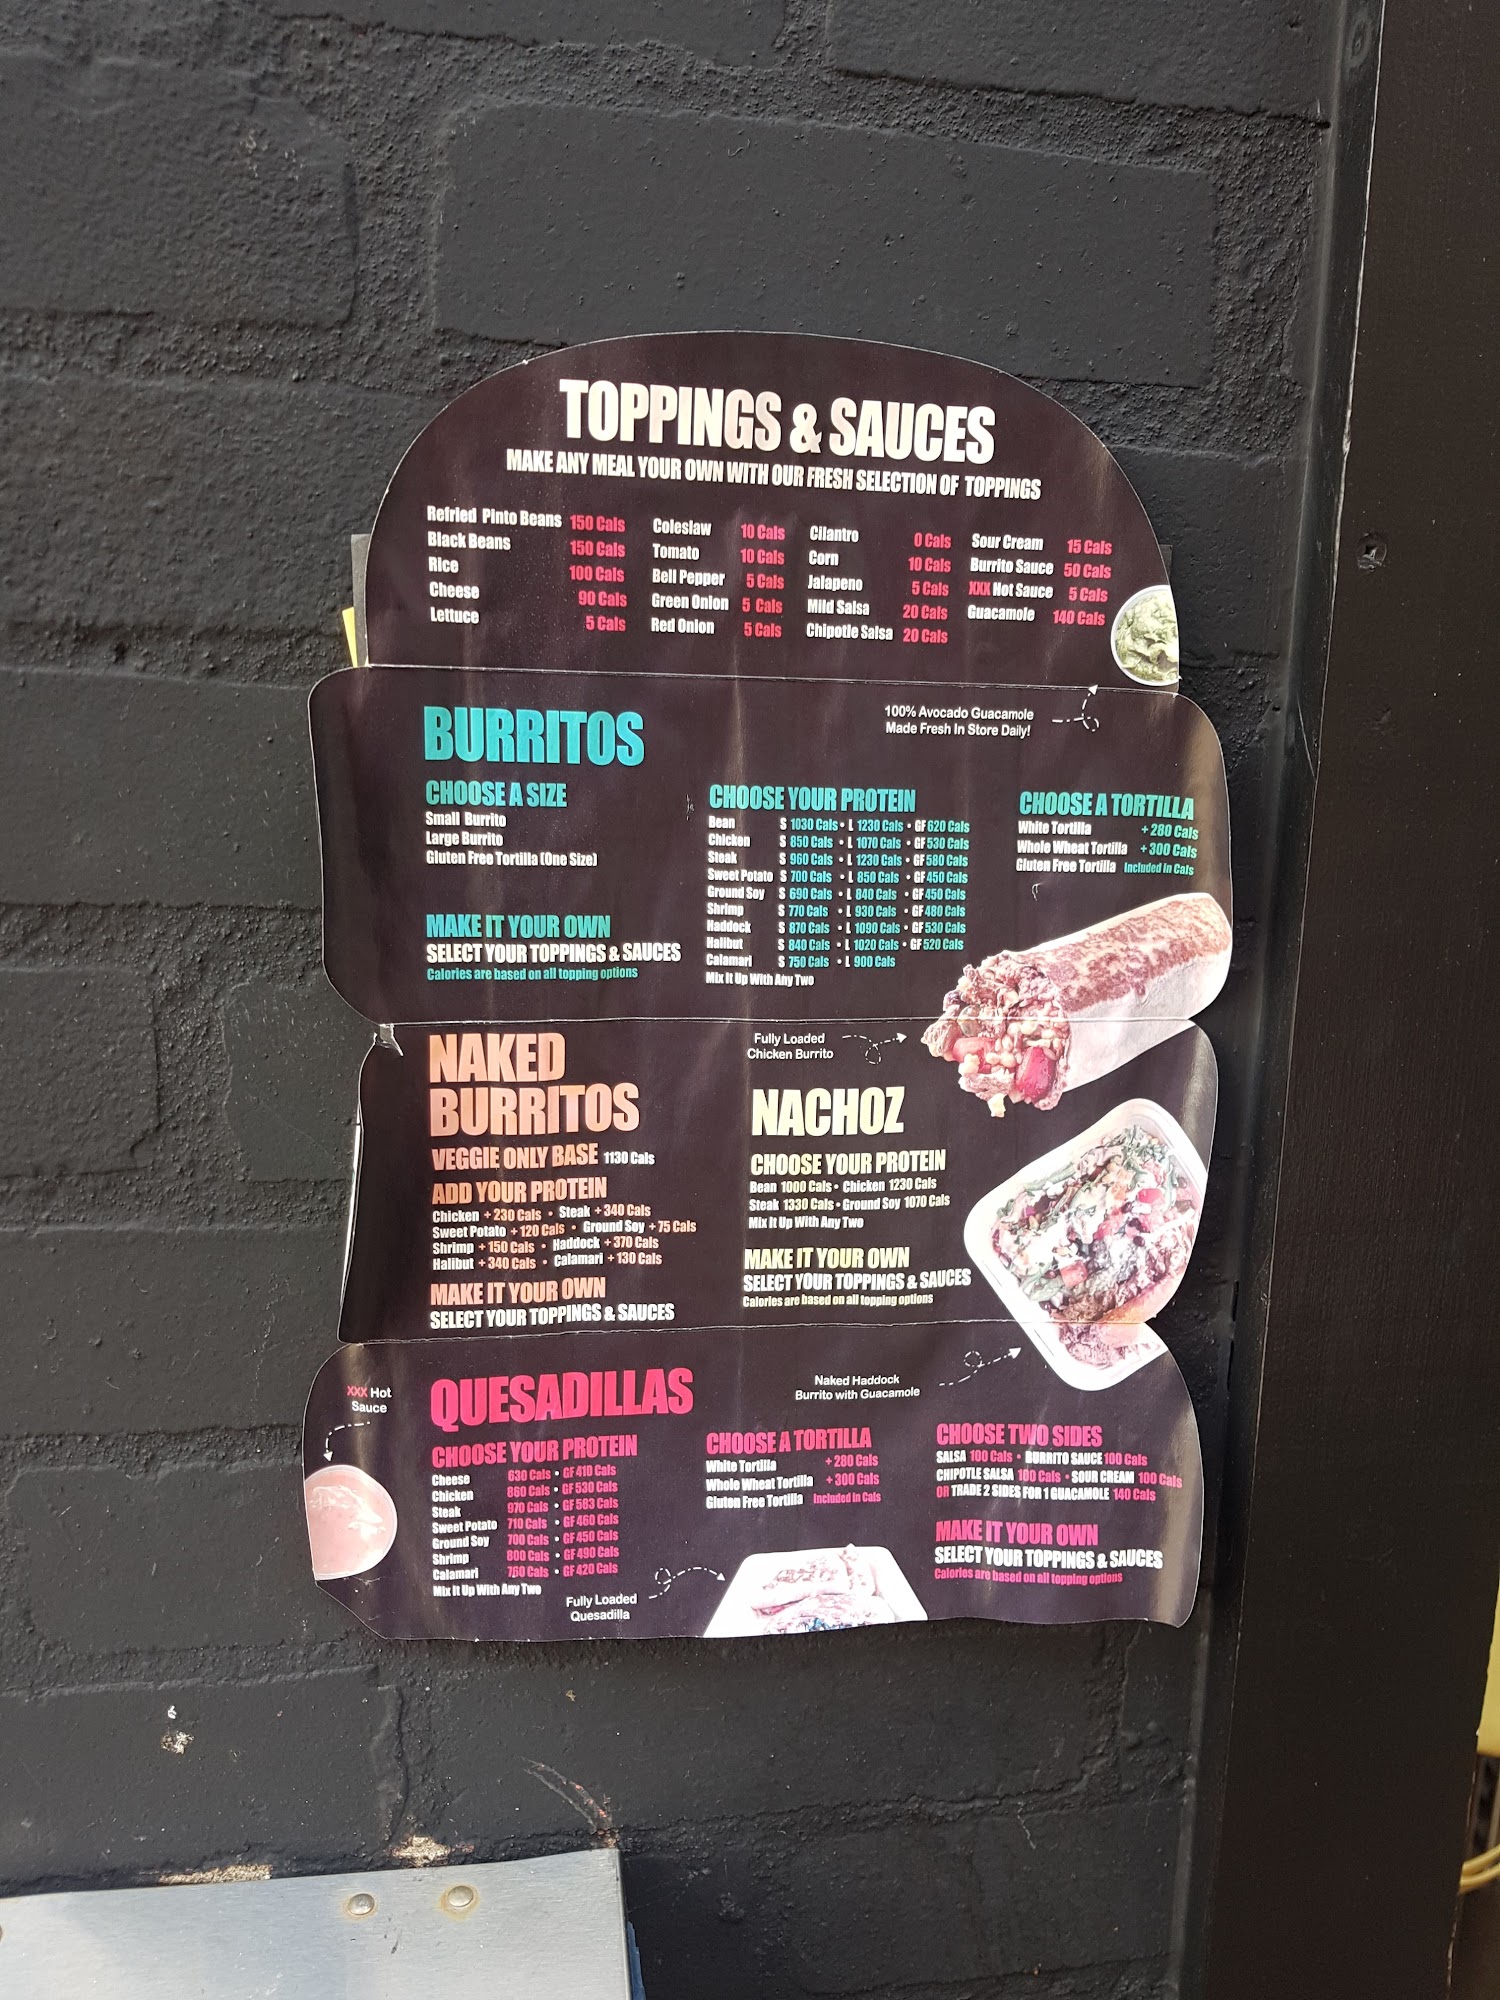 TOPPINGS & SAUCES
MAKE ANY MEAL YOUR OWN WITH OUR FRESH SELECTION OF TOPPINGS
Refried Pinto Beans 150 Cals
Black Beans 150 Cals
Rice 100 Cals
Cheese 90 Cals
Lettuce 5 Cals
Coleslaw 10 Cals
Tomato 10 Cals
Bell Pepper 5 Cals
Green Onion 5 Cals
Red Onion 5 Cals
Cilantro 0 Cals
Corn 10 Cals
Jalapeno 5 Cals
Mild Salsa 20 Cals
Chipotle Salsa 20 Cals
Sour Cream 15 Cals
Burrito Sauce 50 Cals
XXX Hot Sauce 5 Cals
Guacamole 140 Cals
100% Avocado Guacamole
Made Fresh In Store Daily!
BURRITOS
CHOOSE A SIZE
Small Burrito
Large Burrito
Gluten Free Tortilla (One Size)
MAKE IT YOUR OWN
SELECT YOUR TOPPINGS & SAUCES
Calories are based on all topping options
CHOOSE YOUR PROTEIN
Bean S 1030 Cals • L 1230 Cals • GF 620 Cals
Chicken S 850 Cals • L 1070 Cals • GF 530 Cals
Steak S 960 Cals • L 1230 Cals • GF 580 Cals
Sweet Potato S 700 Cals • L 850 Cals • GF 450 Cals
Ground Soy S 690 Cals • L 840 Cals • GF 450 Cals
Shrimp S 770 Cals • L 930 Cals • GF 480 Cals
Haddock S 870 Cals • L 1090 Cals • GF 530 Cals
Halibut S 840 Cals • L 1020 Cals • GF 520 Cals
Calamari S 750 Cals • L 900 Cals
Mix It Up With Any Two
CHOOSE A TORTILLA
White Tortilla +280 Cals
Whole Wheat Tortilla +300 Cals
Gluten Free Tortilla Included in Cals
Fully Loaded
Chicken Burrito
NAKED
BURRITOS
VEGGIE ONLY BASE 1130 Cals
ADD YOUR PROTEIN
Chicken +230 Cals • Steak +340 Cals
Sweet Potato +120 Cals • Ground Soy +75 Cals
Shrimp +150 Cals • Haddock +370 Cals
Halibut +340 Cals • Calamari +130 Cals
MAKE IT YOUR OWN
SELECT YOUR TOPPINGS & SAUCES
NACHOZ
CHOOSE YOUR PROTEIN
Bean 1000 Cals • Chicken 1230 Cals
Steak 1330 Cals • Ground Soy 1070 Cals
Mix It Up With Any Two
MAKE IT YOUR OWN
SELECT YOUR TOPPINGS & SAUCES
Calories are based on all topping options
Naked Haddock
Burrito with Guacamole
XXX Hot
Sauce
QUESADILLAS
CHOOSE YOUR PROTEIN
Cheese 630 Cals • GF 410 Cals
Chicken 860 Cals • GF 530 Cals
Steak 970 Cals • GF 583 Cals
Sweet Potato 710 Cals • GF 460 Cals
Ground Soy 700 Cals • GF 450 Cals
Shrimp 800 Cals • GF 490 Cals
Calamari 760 Cals • GF 420 Cals
Mix It Up With Any Two
Fully Loaded
Quesadilla
CHOOSE A TORTILLA
White Tortilla +280 Cals
Whole Wheat Tortilla +300 Cals
Gluten Free Tortilla Included in Cals
CHOOSE TWO SIDES
SALSA 100 Cals • BURRITO SAUCE 100 Cals
CHIPOTLE SALSA 100 Cals • SOUR CREAM 100 Cals
OR TRADE 2 SIDES FOR 1 GUACAMOLE 140 Cals
MAKE IT YOUR OWN
SELECT YOUR TOPPINGS & SAUCES
Calories are based on all topping options